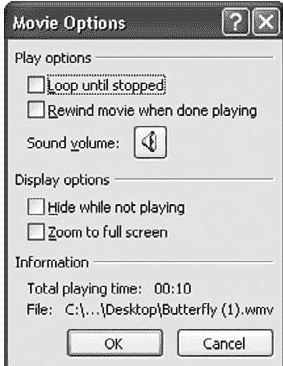 Movie Options
Play options
Loop until stopped
Rewind movie when done playing
Sound volume:
Display options
Hide while not playing
Zoom to full screen
Information
Total playing time: 00:10
File: C:\...\Desktop\Butterfly (1).wmv
OK Cancel